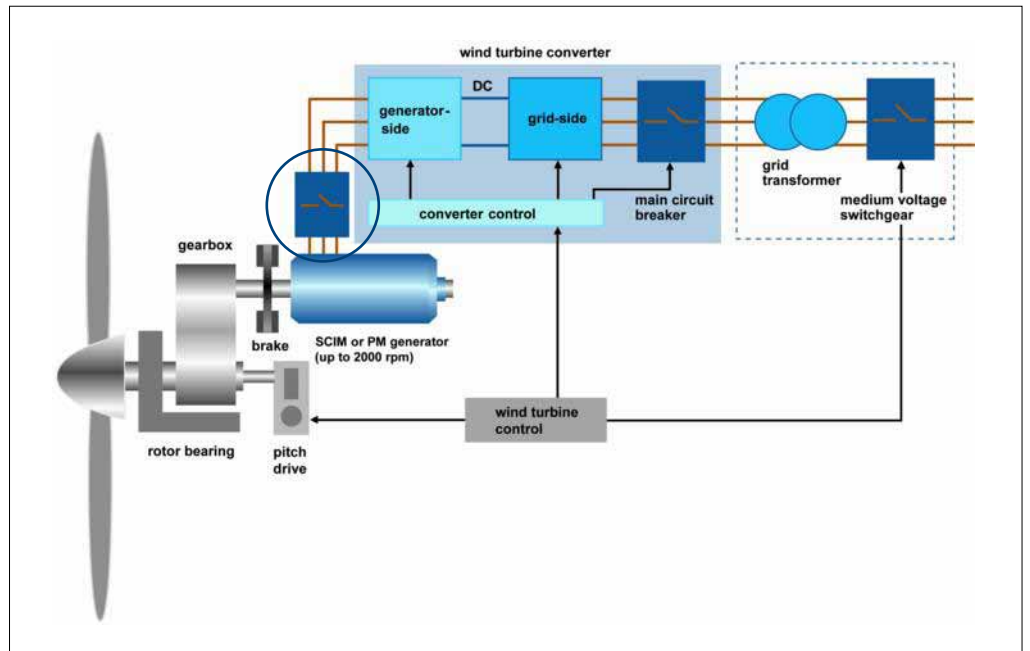 wind turbine converter
DC
generator-
side
grid-side
grid
transformer
converter control
main circuit
breaker
medium voltage
switchgear
gearbox
brake
SCIM or PM generator
(up to 2000 rpm)
wind turbine
control
rotor bearing
pitch
drive